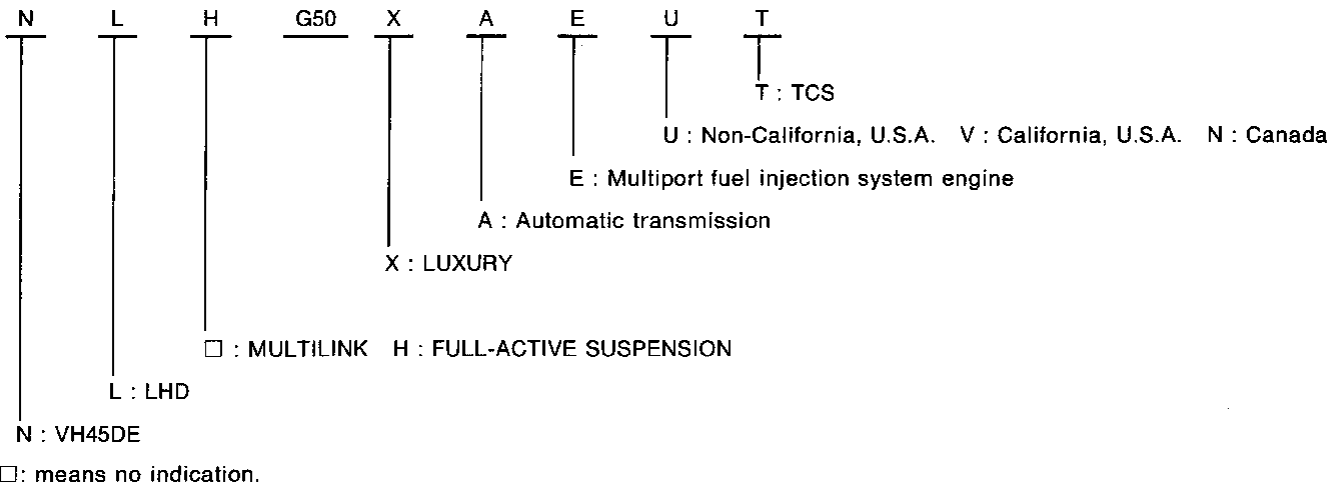 N L H G50 X A E U T
T : TCS
U : Non-California, U.S.A. V : California, U.S.A. N : Canada
E : Multiport fuel injection system engine
A : Automatic transmission
X : LUXURY
□ : MULTILINK H : FULL-ACTIVE SUSPENSION
L : LHD
N : VH45DE
□: means no indication.